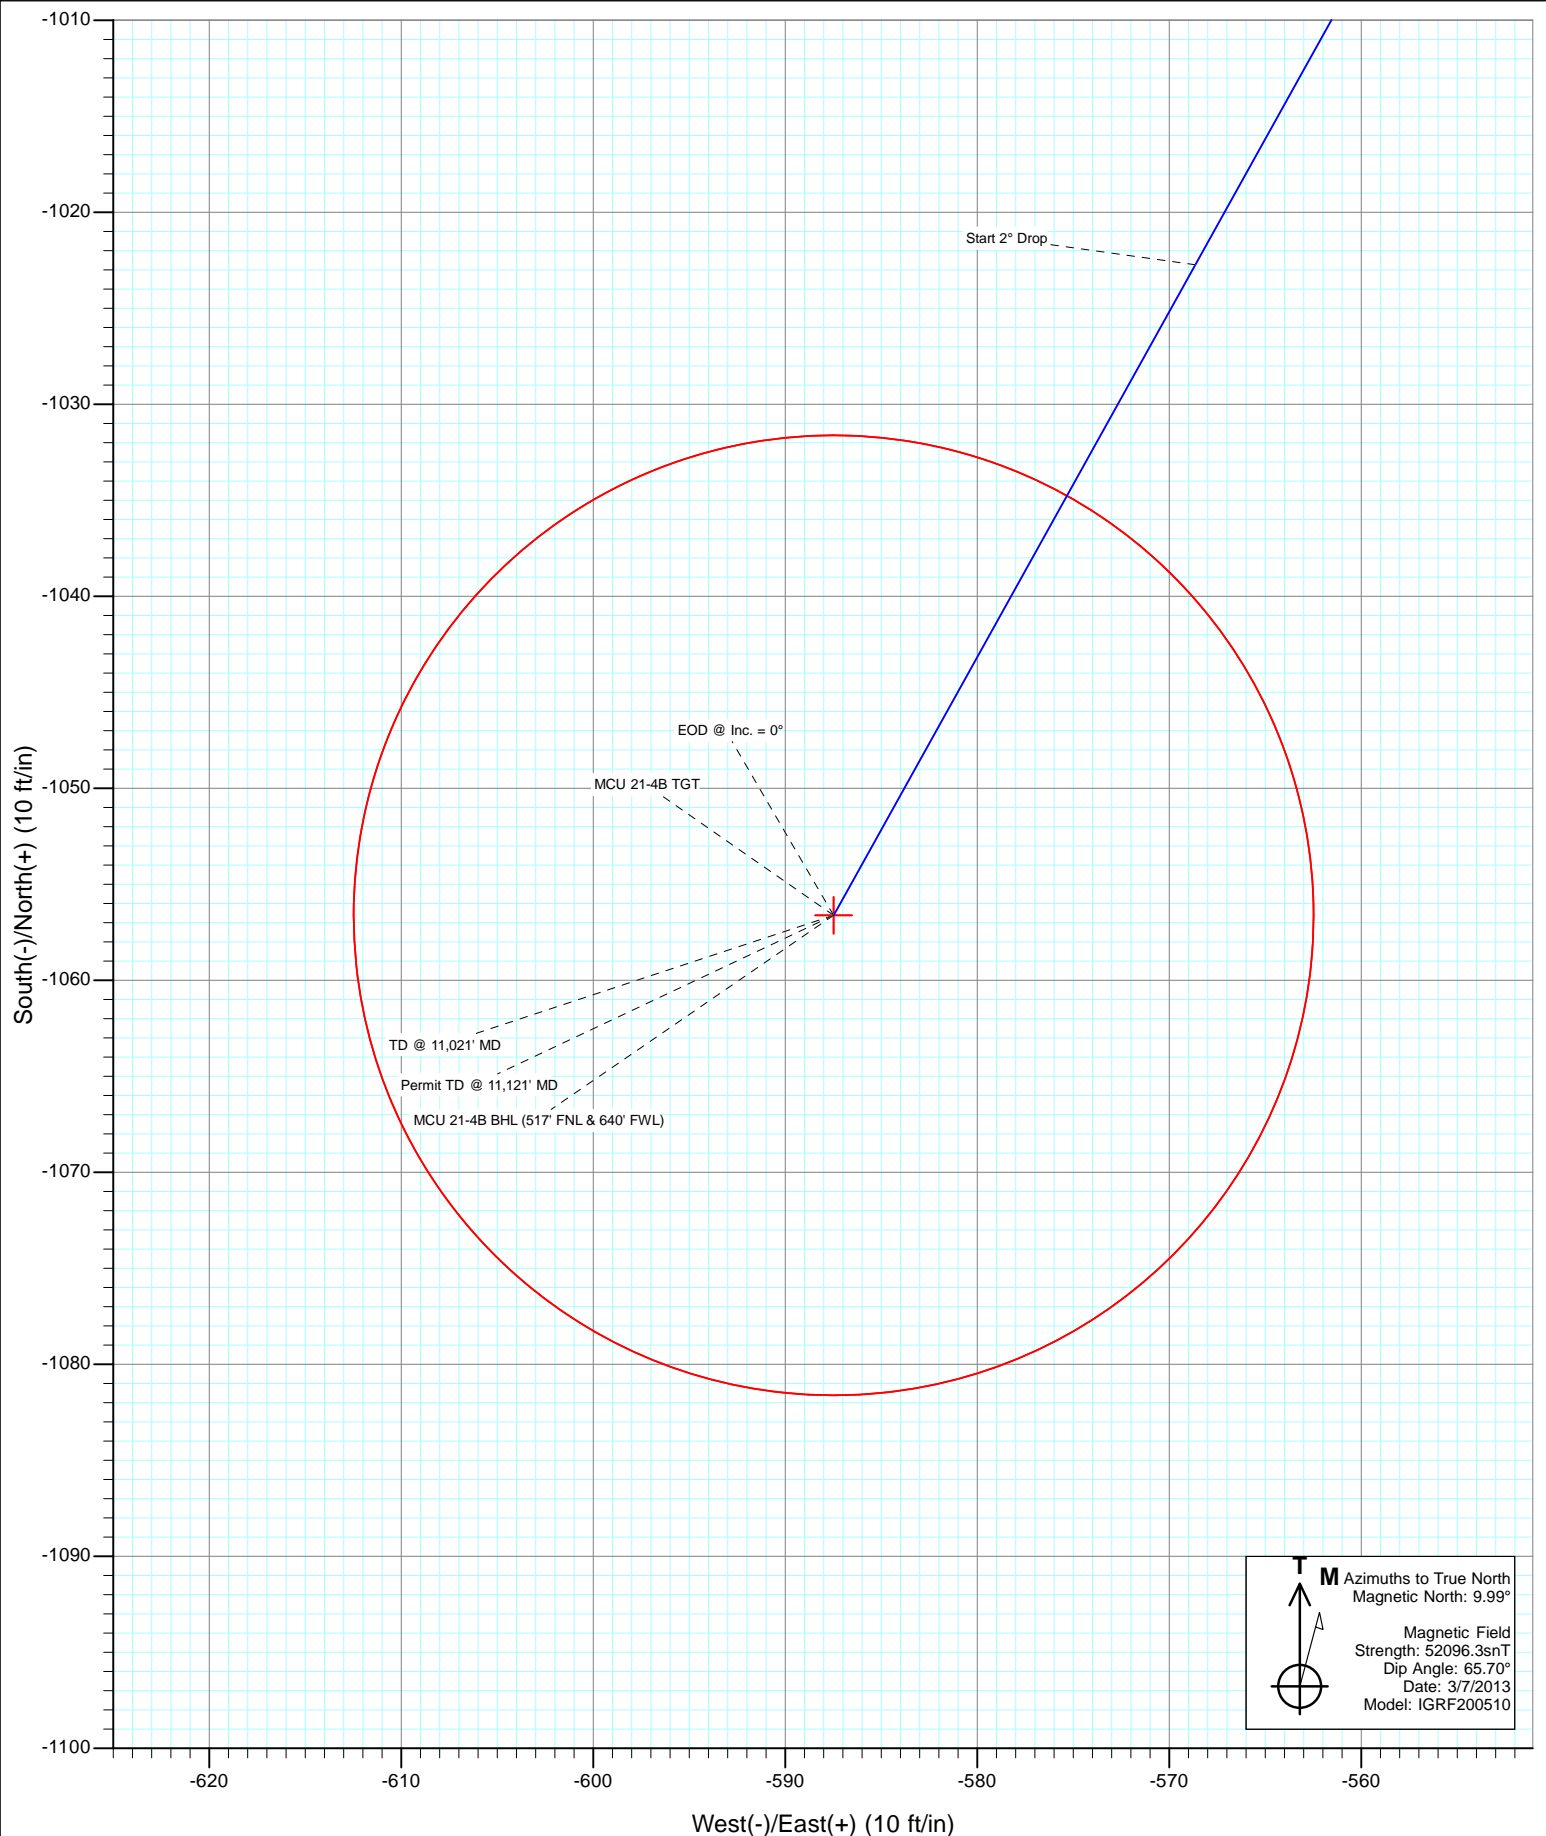 -1010
-1020
-1030
-1040
-1050
-1060
-1070
-1080
-1090
-1100
South(-)/North(+) (10 ft/in)
Start 2° Drop
EOD @ Inc. = 0°
MCU 21-4B TGT
TD @ 11,021' MD
Permit TD @ 11,121' MD
MCU 21-4B BHL (517' FNL & 640' FWL)
T
M
Azimuths to True North
Magnetic North: 9.99°
Magnetic Field
Strength: 52096.3snT
Dip Angle: 65.70°
Date: 3/7/2013
Model: IGRF200510
-620 -610 -600 -590 -580 -570 -560
West(-)/East(+) (10 ft/in)